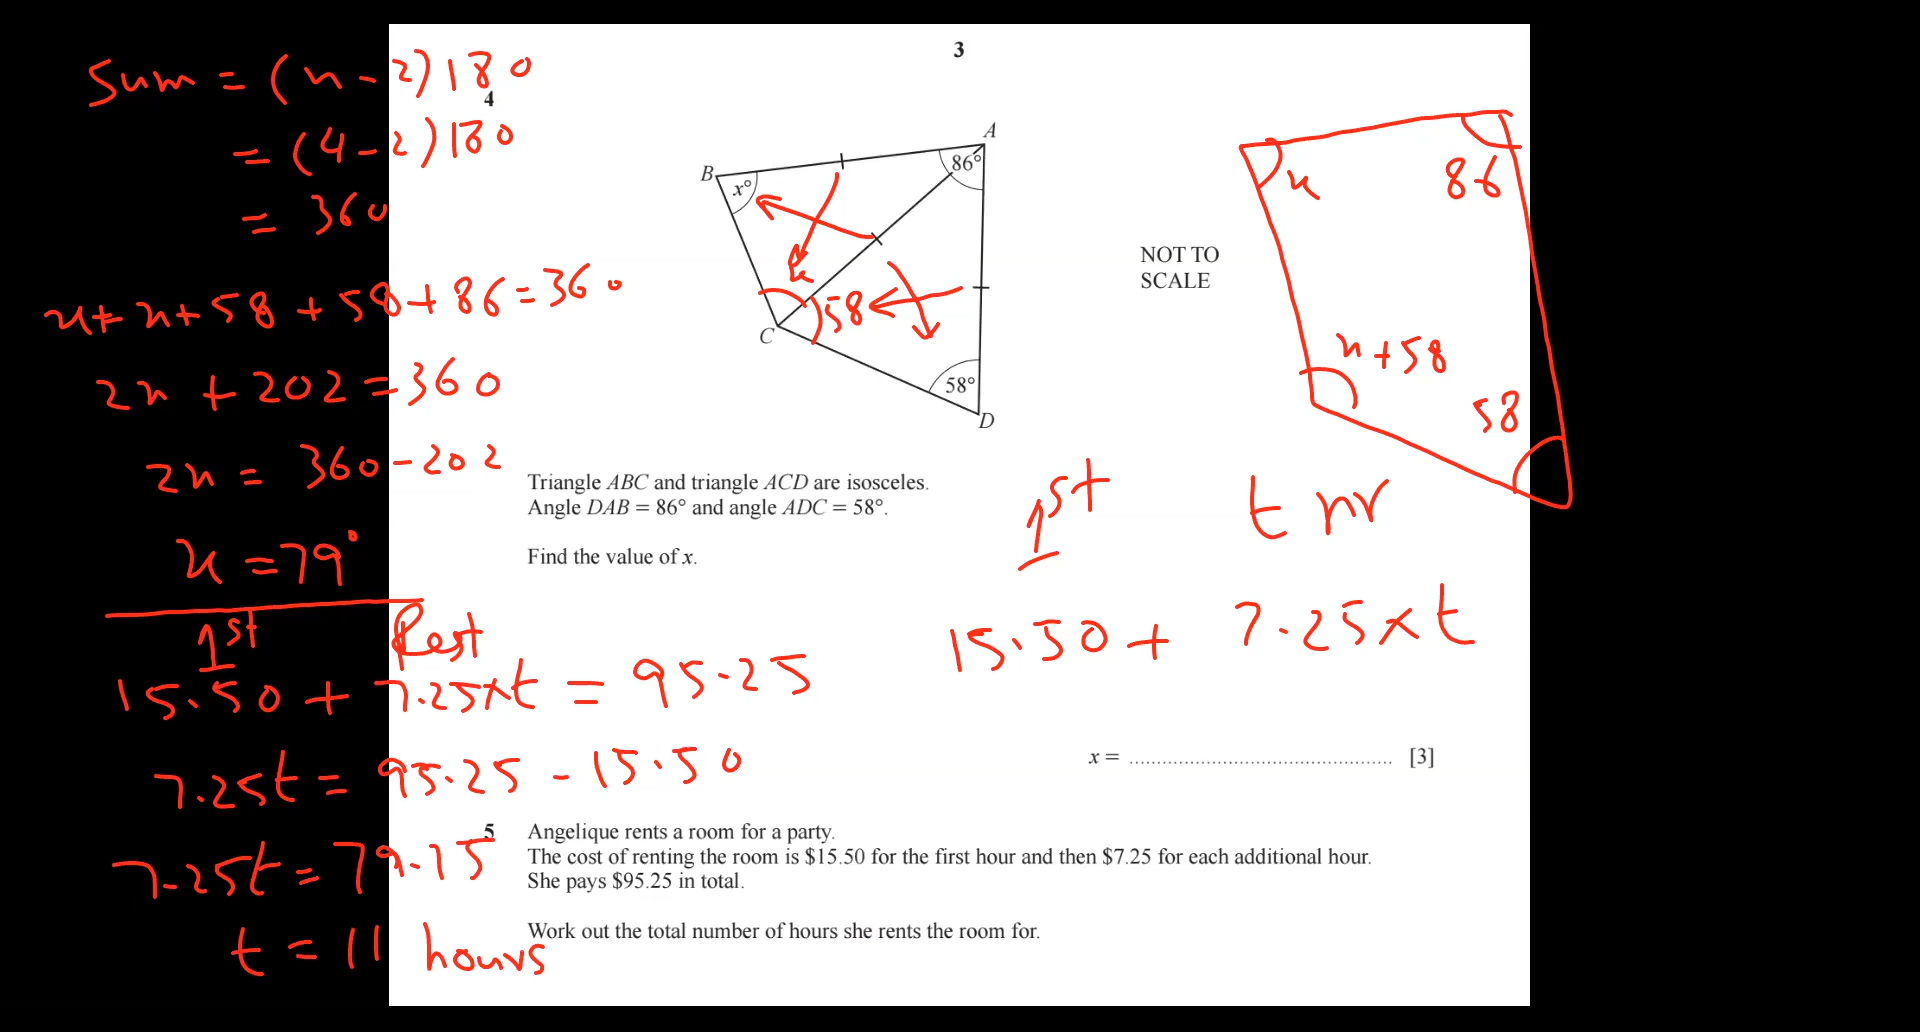 3
Sum = (n-2)180
4
= (4-2)180
= 360
x+x+58+58+86=360
2x+202=360
2x = 360-202
x = 79°
A
B
C
D
86°
x°
58°
x
58
NOT TO
SCALE
x
86
x+58
58
Triangle ABC and triangle ACD are isosceles.
Angle DAB = 86° and angle ADC = 58°.
Find the value of x.
1st
t hr
15.50 + 7.25×t
x = ................................................ [3]
1st Rest
15.50 + 7.25×t = 95.25
7.25t = 95.25 - 15.50
7.25t = 79.75
t = 11 hours
5 Angelique rents a room for a party.
The cost of renting the room is $15.50 for the first hour and then $7.25 for each additional hour.
She pays $95.25 in total.
Work out the total number of hours she rents the room for.